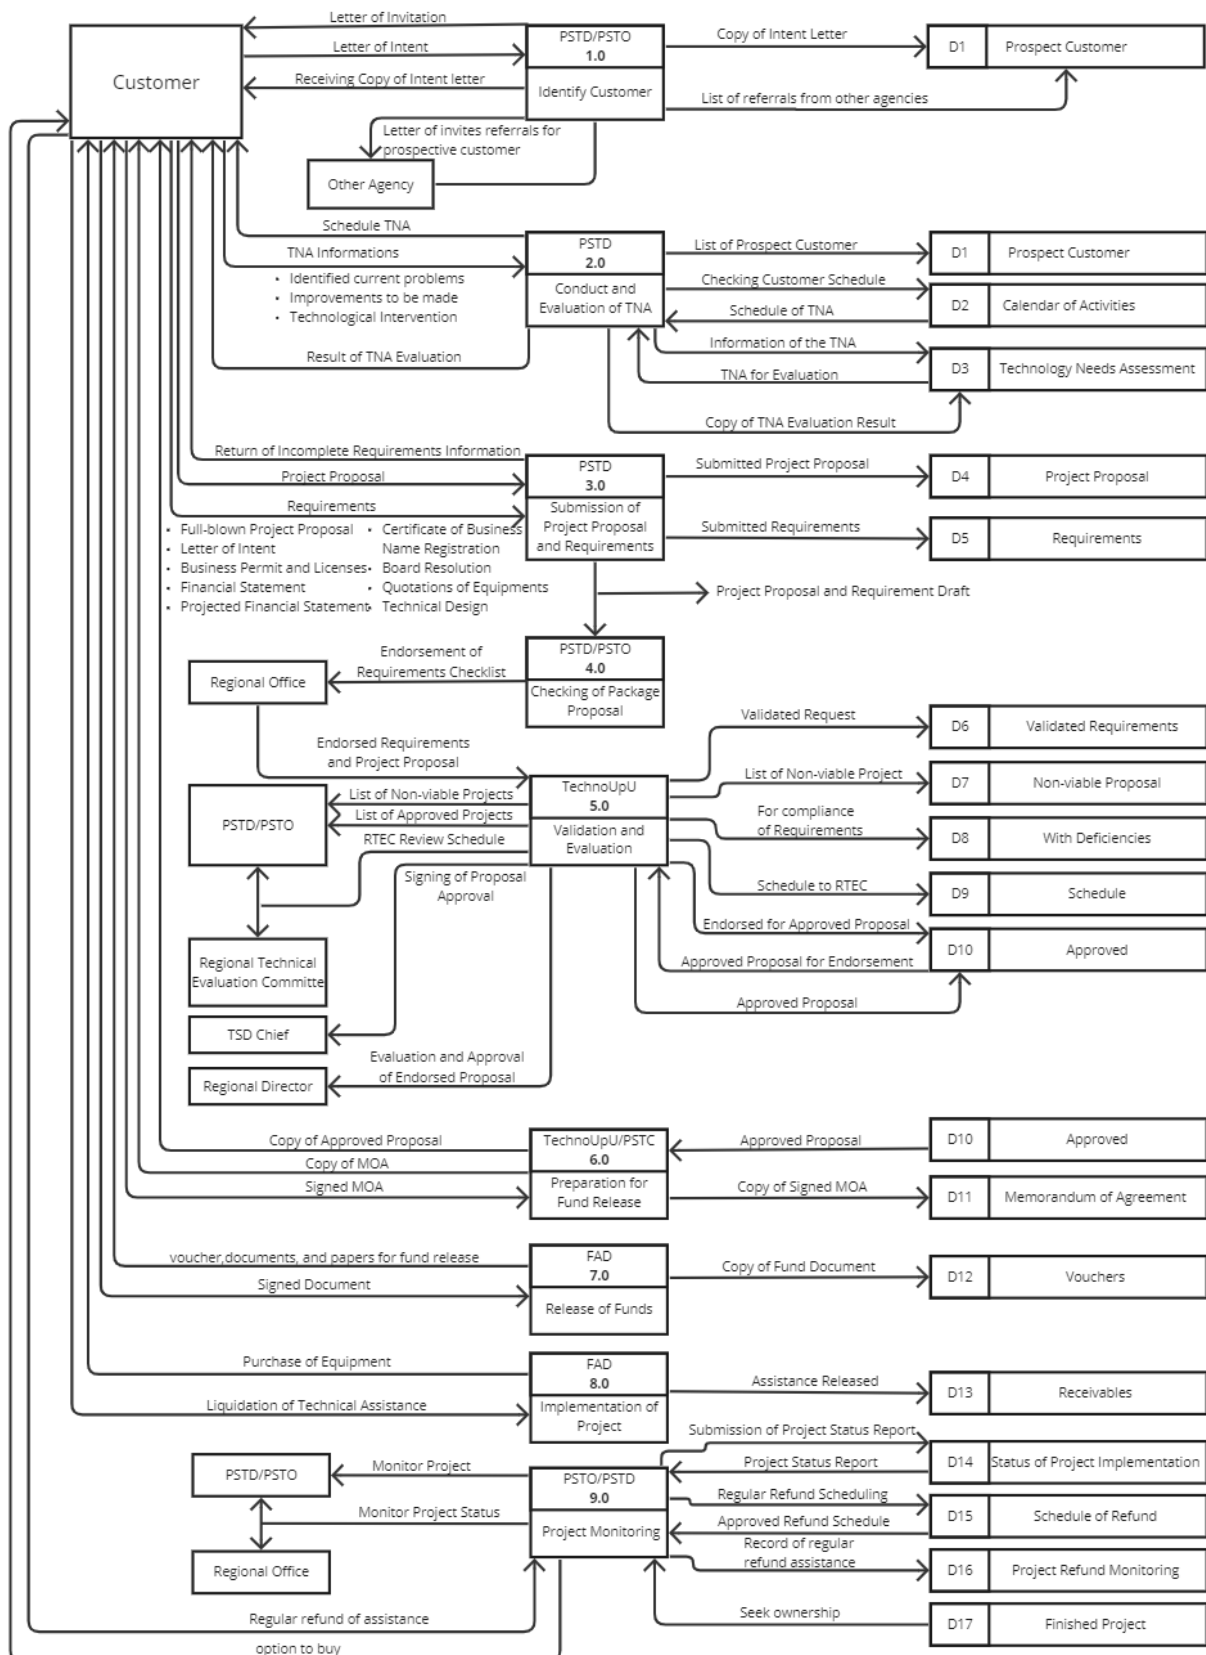 Letter of Invitation
PSTD/PSTO
1.0
Copy of Intent Letter
D1
Prospect Customer
Customer
Letter of Intent
Receiving Copy of Intent letter
Identify Customer
List of referrals from other agencies
Letter of invites referrals for
prospective customer
Other Agency
Schedule TNA
PSTD
2.0
List of Prospect Customer
D1
Prospect Customer
TNA Informations
• Identified current problems
• Improvements to be made
• Technological Intervention
Conduct and
Evaluation of TNA
Checking Customer Schedule
D2
Calendar of Activities
Schedule of TNA
Information of the TNA
Result of TNA Evaluation
TNA for Evaluation
D3
Technology Needs Assessment
Copy of TNA Evaluation Result
Return of Incomplete Requirements Information
PSTD
3.0
Submitted Project Proposal
D4
Project Proposal
Project Proposal
Requirements
Submission of
Project Proposal
and Requirements
Submitted Requirements
D5
Requirements
• Full-blown Project Proposal
• Letter of Intent
• Business Permit and Licenses
• Financial Statement
• Projected Financial Statement
• Certificate of Business
Name Registration
• Board Resolution
• Quotations of Equipments
• Technical Design
Project Proposal and Requirement Draft
PSTD/PSTO
4.0
Checking of Package
Proposal
Endorsement of
Requirements Checklist
Regional Office
Validated Request
D6
Validated Requirements
Endorsed Requirements
and Project Proposal
TechnoUpU
5.0
Validation and
Evaluation
List of Non-viable Project
D7
Non-viable Proposal
List of Non-viable Projects
PSTD/PSTO
List of Approved Projects
For compliance
of Requirements
D8
With Deficiencies
RTEC Review Schedule
Signing of Proposal
Approval
Schedule to RTEC
D9
Schedule
Endorsed for Approved Proposal
D10
Approved
Approved Proposal for Endorsement
Regional Technical
Evaluation Committe
Approved Proposal
TSD Chief
Evaluation and Approval
of Endorsed Proposal
Regional Director
Copy of Approved Proposal
TechnoUpU/PSTC
6.0
Approved Proposal
D10
Approved
Copy of MOA
Signed MOA
Preparation for
Fund Release
Copy of Signed MOA
D11
Memorandum of Agreement
voucher,documents, and papers for fund release
FAD
7.0
Copy of Fund Document
D12
Vouchers
Signed Document
Release of Funds
Purchase of Equipment
FAD
8.0
Assistance Released
D13
Receivables
Liquidation of Technical Assistance
Implementation of
Project
Submission of Project Status Report
D14
Status of Project Implementation
PSTD/PSTO
Monitor Project
PSTO/PSTD
9.0
Project Status Report
Regular Refund Scheduling
D15
Schedule of Refund
Monitor Project Status
Project Monitoring
Approved Refund Schedule
Record of regular
refund assistance
D16
Project Refund Monitoring
Regional Office
Regular refund of assistance
Seek ownership
D17
Finished Project
option to buy